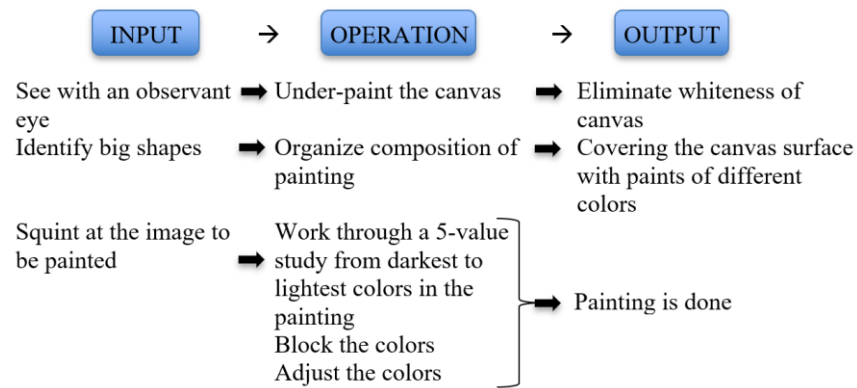 INPUT → OPERATION → OUTPUT
See with an observant ➡ Under-paint the canvas ➡ Eliminate whiteness of
eye canvas
Identify big shapes ➡ Organize composition of ➡ Covering the canvas surface
painting with paints of different
colors
Squint at the image to Work through a 5-value
be painted ➡ study from darkest to
lightest colors in the ➡ Painting is done
painting
Block the colors
Adjust the colors